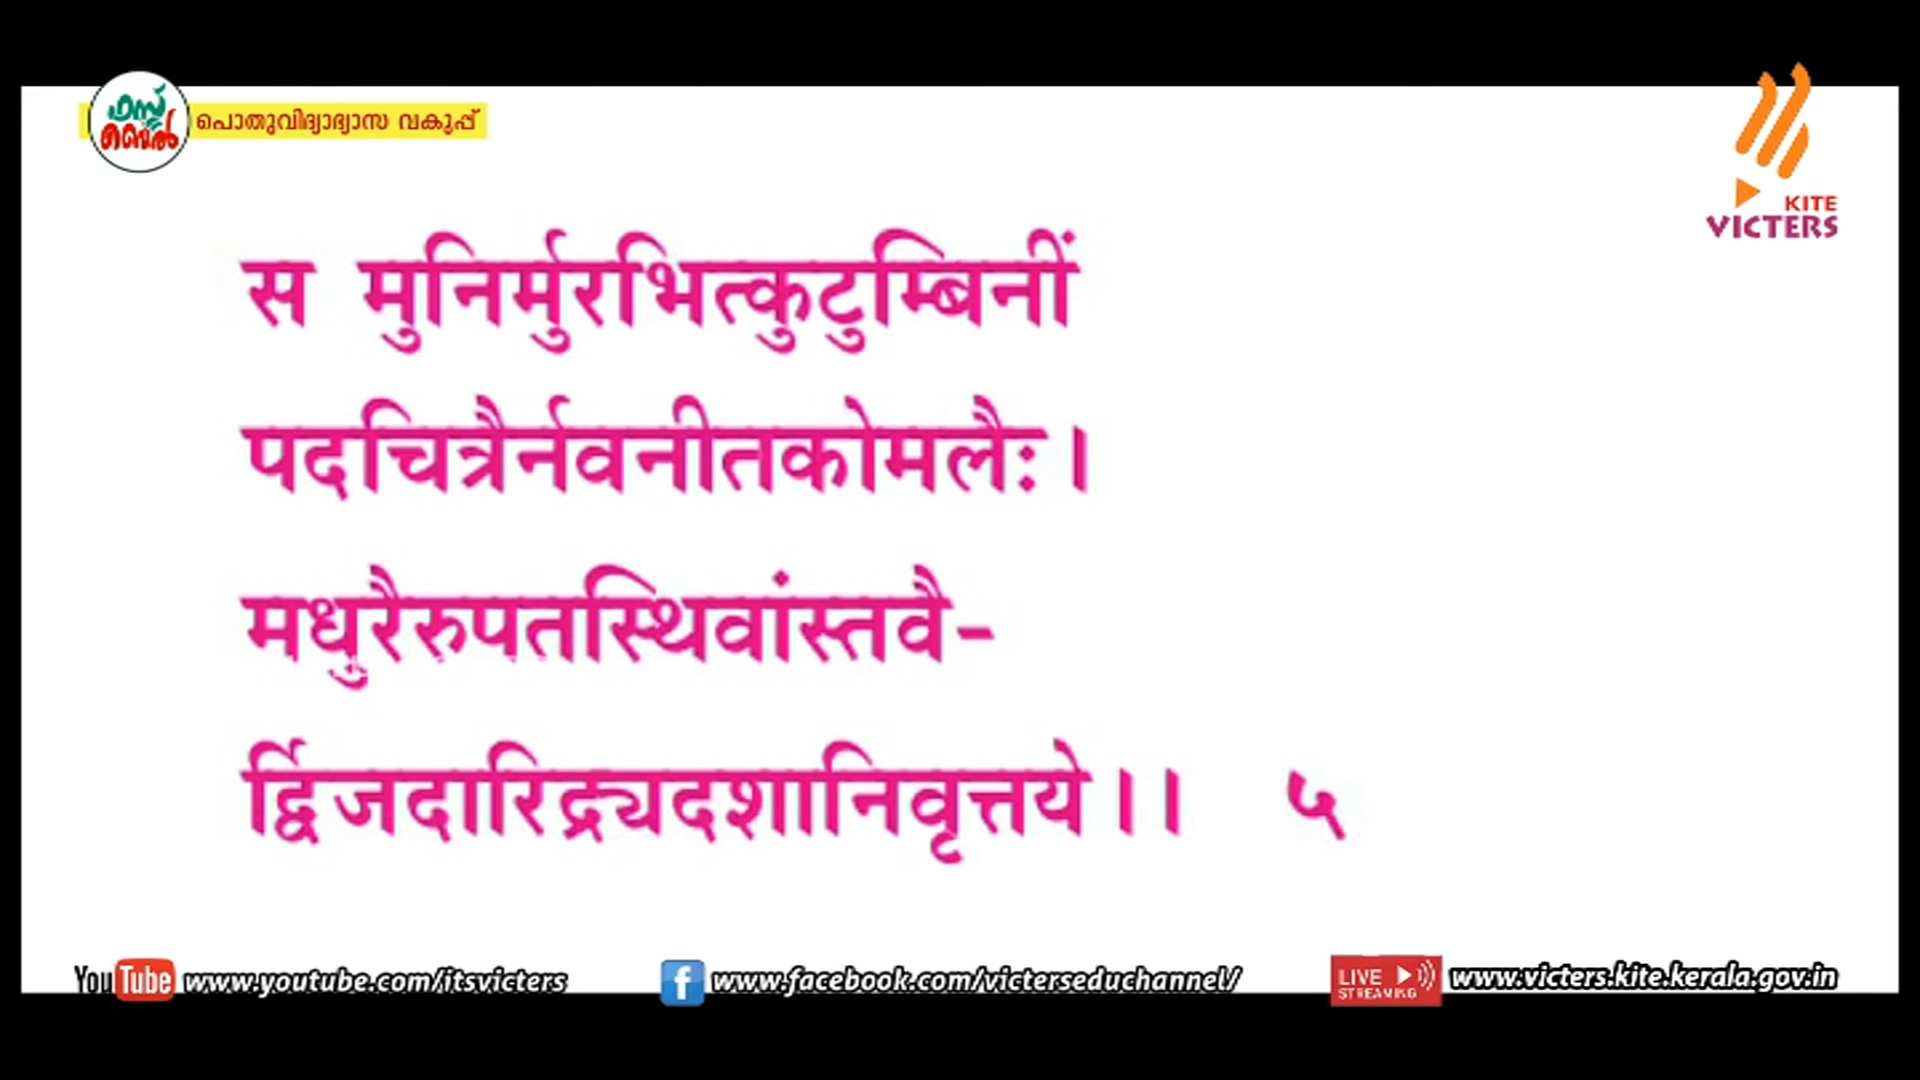 ഫസ്റ്റ്
ബെൽ
പൊതുവിദ്യാഭ്യാസ വകുപ്പ്
KITE
VICTERS
स मुनिर्मुरभित्कुटुम्बिनीं
पदचित्रैर्नवनीतकोमलैः।
मधुरैरुपतस्थिवांस्तवै-
र्द्विजदारिद्र्यदशानिवृत्तये।। ५
YouTube www.youtube.com/itsvicters
f www.facebook.com/victerseduchannel/
LIVE STREAMING www.victers.kite.kerala.gov.in